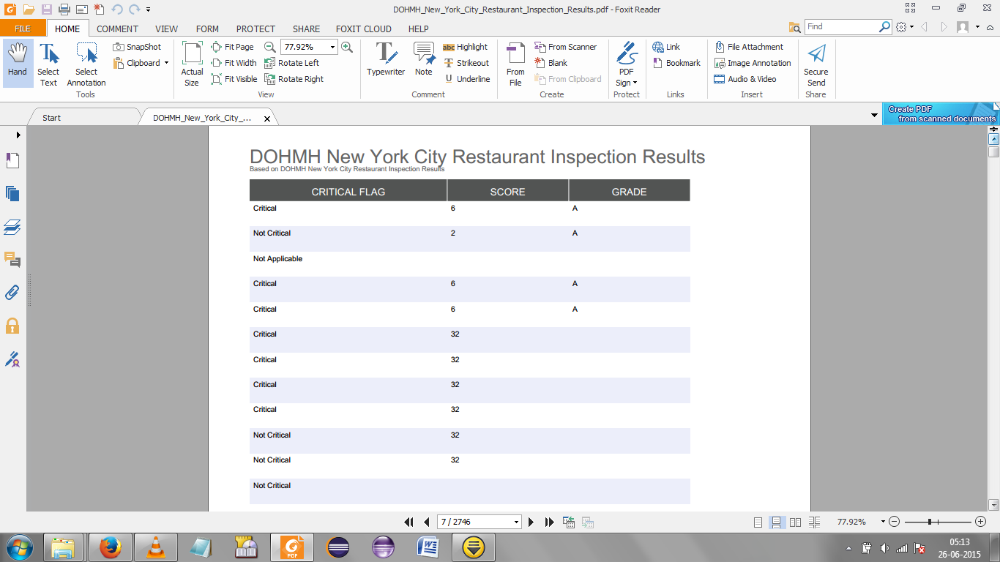 DOHMH_New_York_City_Restaurant_Inspection_Results.pdf - Foxit Reader
FILE HOME COMMENT VIEW FORM PROTECT SHARE FOXIT CLOUD HELP Find
Hand
Select Text
Select Annotation
SnapShot
Clipboard
Tools
Actual Size
Fit Page
Fit Width
Fit Visible
77.92%
Rotate Left
Rotate Right
View
Typewriter
Note
abc Highlight
T Strikeout
U Underline
Comment
From File
From Scanner
Blank
From Clipboard
Create
PDF Sign
Protect
Link
Bookmark
Links
File Attachment
Image Annotation
Audio & Video
Insert
Secure Send
Share
Start
DOHMH_New_York_City_...
Create PDF
from scanned documents
DOHMH New York City Restaurant Inspection Results
Based on DOHMH New York City Restaurant Inspection Results
CRITICAL FLAG SCORE GRADE
Critical 6 A
Not Critical 2 A
Not Applicable
Critical 6 A
Critical 6 A
Critical 32
Critical 32
Critical 32
Critical 32
Not Critical 32
Not Critical 32
Not Critical
7 / 2746
77.92%
PDF
05:13
26-06-2015